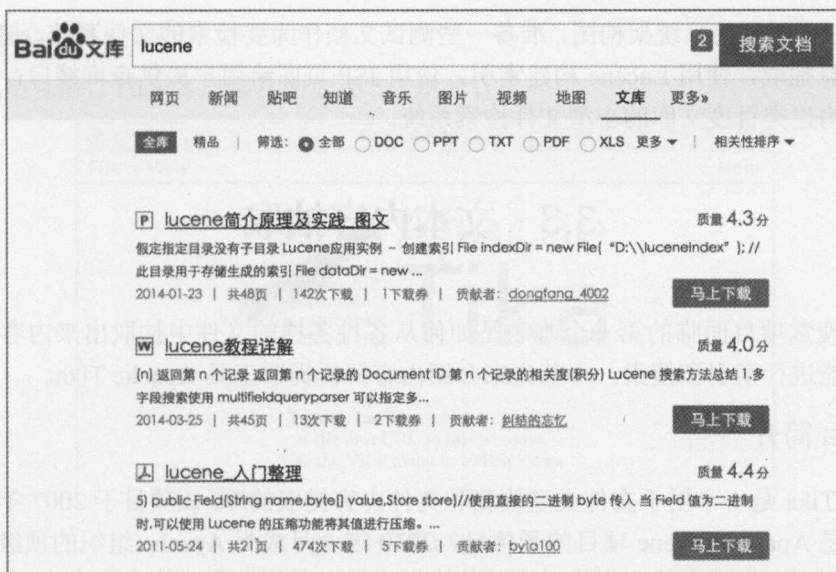 Bai du 文库 lucene 2 搜索文档
网页 新闻 贴吧 知道 音乐 图片 视频 地图 文库 更多»
全库 精品 | 筛选: 全部 DOC PPT TXT PDF XLS 更多 | 相关性排序
P lucene简介原理及实践_图文 质量 4.3分
假定指定目录没有子目录 Lucene应用实例 – 创建索引 File indexDir = new File{ “D:\\luceneIndex” }; //
此目录用于存储生成的索引 File dataDir = new ...
2014-01-23 | 共48页 | 142次下载 | 1下载券 | 贡献者: dongfang_4002 马上下载
W lucene教程详解 质量 4.0分
(n) 返回第 n 个记录 返回第 n 个记录的 Document ID 第 n 个记录的相关度(积分) Lucene 搜索方法总结 1.多
字段搜索使用 multifieldqueryparser 可以指定多...
2014-03-25 | 共45页 | 13次下载 | 2下载券 | 贡献者: 纠结的忘忆 马上下载
lucene_入门整理 质量 4.4分
3) public Field(String name,byte[] value,Store store)///使用直接的二进制 byte 传入 当 Field 值为二进制
时,可以使用 Lucene 的压缩功能将其值进行压缩。...
2011-05-24 | 共21页 | 474次下载 | 5下载券 | 贡献者: byta100 马上下载